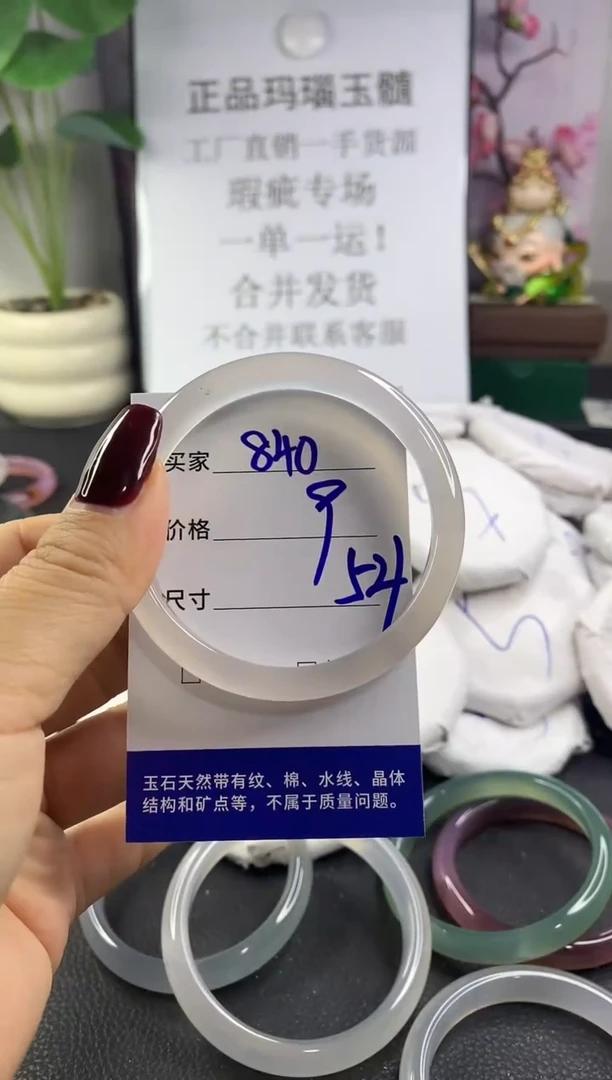 正品玛瑙玉髓
工厂直销一手货源
瑕疵专场
一单一运！
合并发货
不合并联系客服
买家 840
价格 9
尺寸 54
玉石天然带有纹、棉、水线、晶体
结构和矿点等，不属于质量问题。